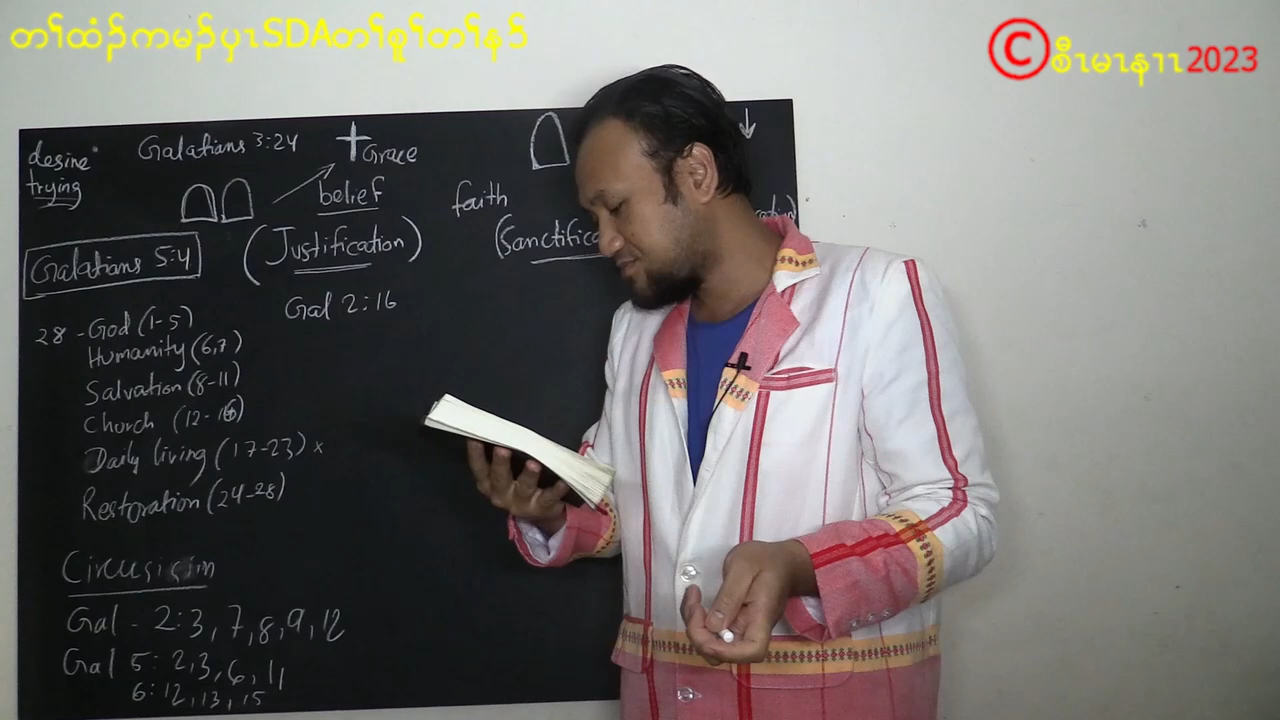 တၢ်ထံၣ်ကမၣ်ပှၤSDAတၢ်စူၢ်တၢ်နာ်
©စီၤမၤနၢၤ2023
desire
trying
Galatians 3:24
Grace
belief
faith
(Justification)
(Sanctifica
Galatians 5:4
Gal 2:16
28 - God (1-5)
Humanity (6,7)
Salvation (8-11)
Church (12-16)
Daily living (17-23) x
Restoration (24-28)
Gal - 2:3, 7, 8, 9, 12
Gal 5: 2, 3, 6, 11
6: 12, 13, 15